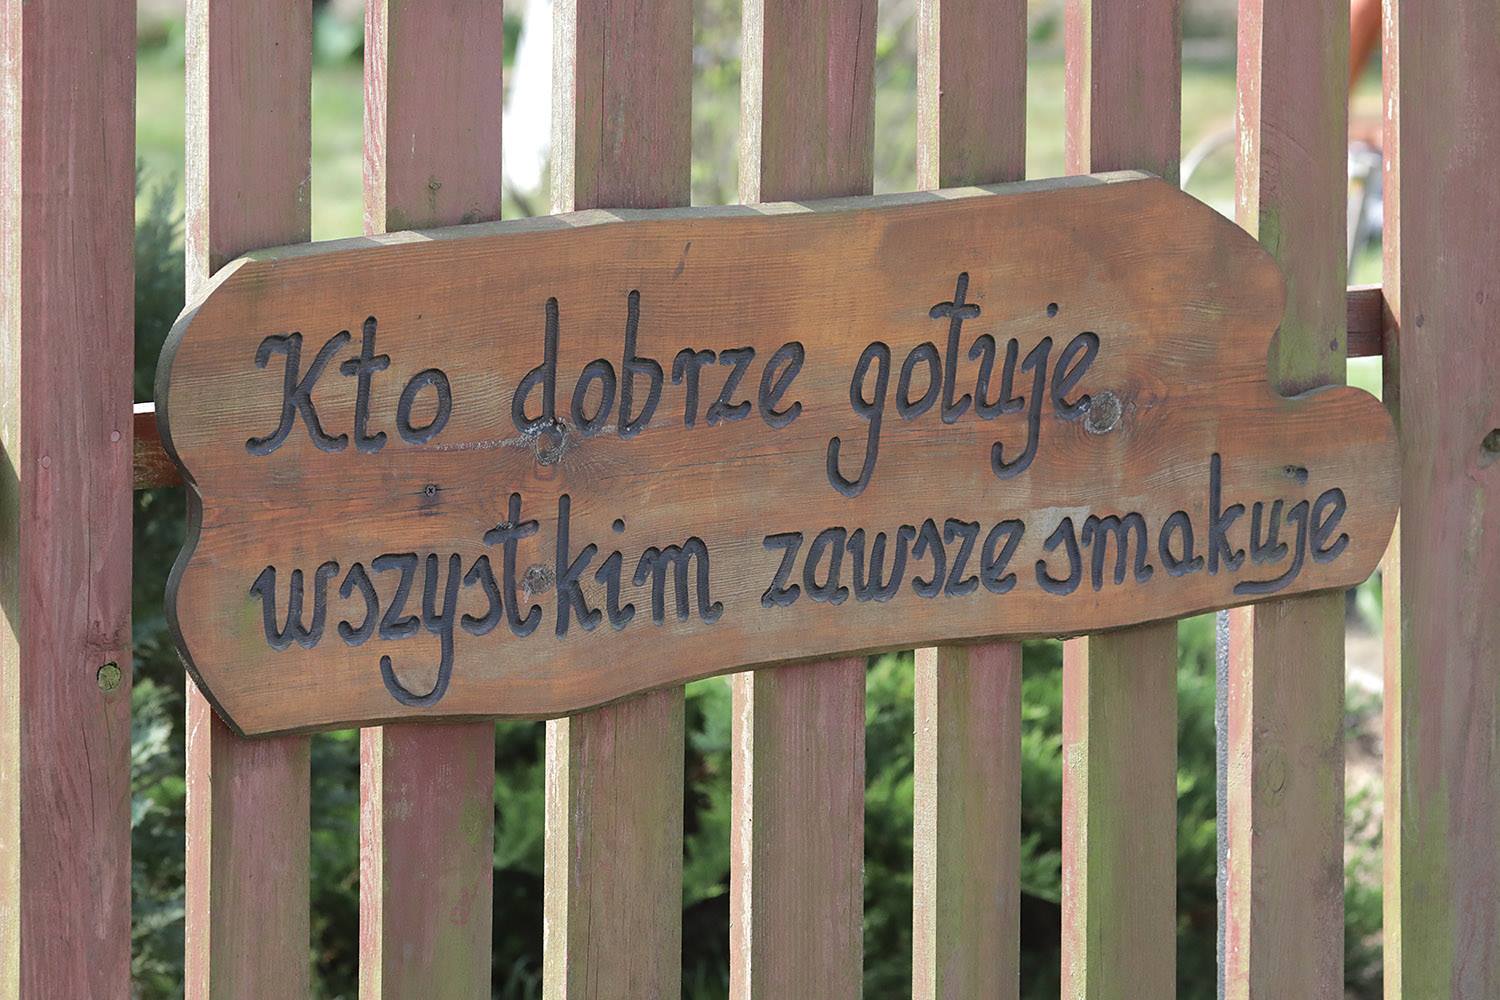 Kto dobrze gotuje
wszystkim zawsze smakuje